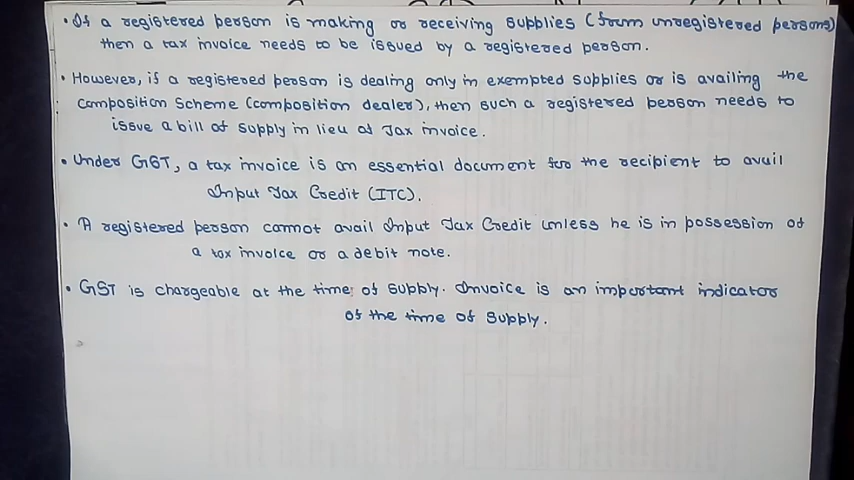 • If a registered person is making or receiving supplies (from unregistered persons)
then a tax invoice needs to be issued by a registered person.
• However, if a registered person is dealing only in exempted supplies or is availing the
Composition Scheme (composition dealer), then such a registered person needs to
issue a bill of supply in lieu of Tax invoice.
• Under GST, a tax invoice is an essential document for the recipient to avail
Input Tax Credit (ITC).
• A registered person cannot avail Input Tax Credit unless he is in possession of
a tax invoice or a debit note.
• GST is chargeable at the time of supply. Invoice is an important indicator
of the time of supply.